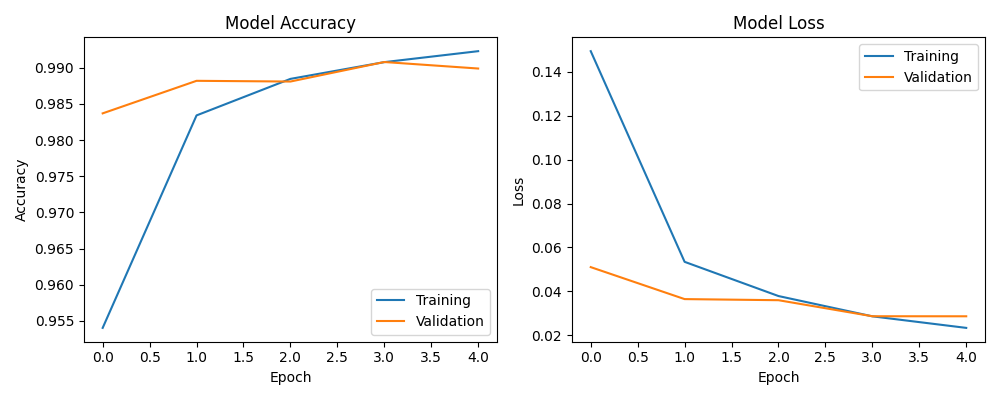 Model Accuracy
Accuracy
0.990
0.985
0.980
0.975
0.970
0.965
0.960
0.955
Training
Validation
0.0 0.5 1.0 1.5 2.0 2.5 3.0 3.5 4.0
Epoch
Model Loss
Loss
0.14
0.12
0.10
0.08
0.06
0.04
0.02
Training
Validation
0.0 0.5 1.0 1.5 2.0 2.5 3.0 3.5 4.0
Epoch